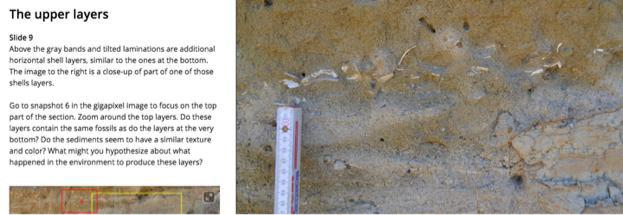 The upper layers
Slide 9
Above the gray bands and tilted laminations are additional
horizontal shell layers, similar to the ones at the bottom.
The image to the right is a close-up of part of one of those
shells layers.
Go to snapshot 6 in the gigapixel image to focus on the top
part of the section. Zoom around the top layers. Do these
layers contain the same fossils as do the layers at the very
bottom? Do the sediments seem to have a similar texture
and color? What might you hypothesize about what
happened in the environment to produce these layers?